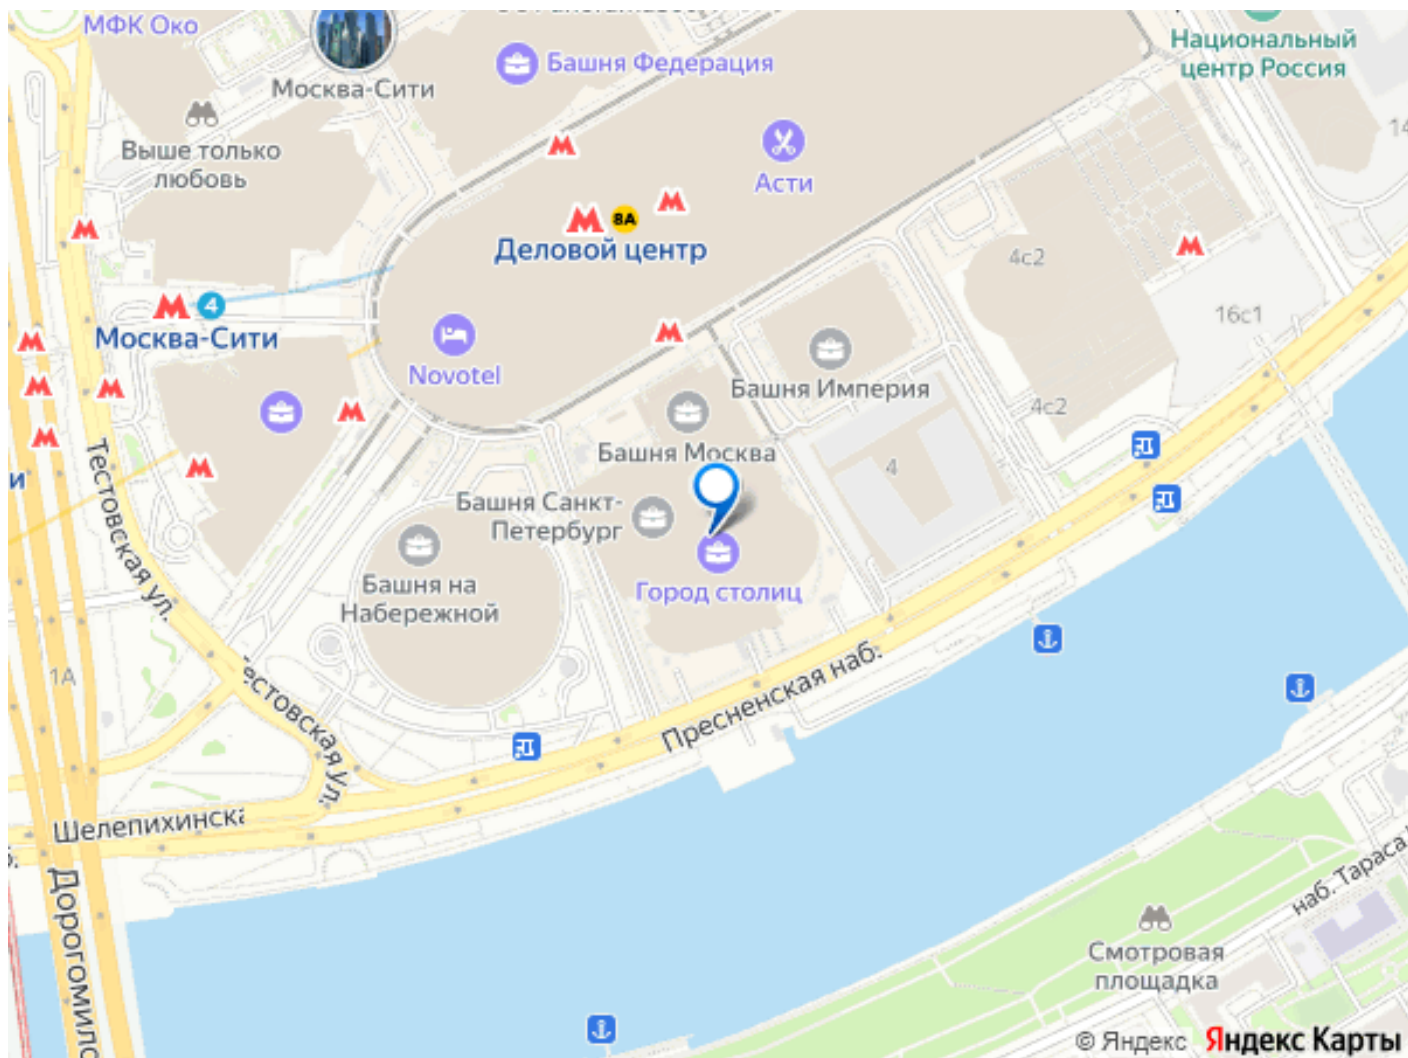 МФК Око
Москва-Сити
Башня Федерация
Национальный
центр Россия
Выше только
любовь
Асти
14
8А
Деловой центр
4с2
4
Москва-Сити
16с1
Novotel
Башня Империя
4с2
Башня Москва
4
Башня Санкт-
Петербург
и
Тестовская ул.
Башня на
Набережной
Город столиц
1А
Тестовская ул.
Пресненская наб.
Шелепихинска
Дорогомило
наб. Тараса
Смотровая
площадка
© Яндекс Яндекс Карты